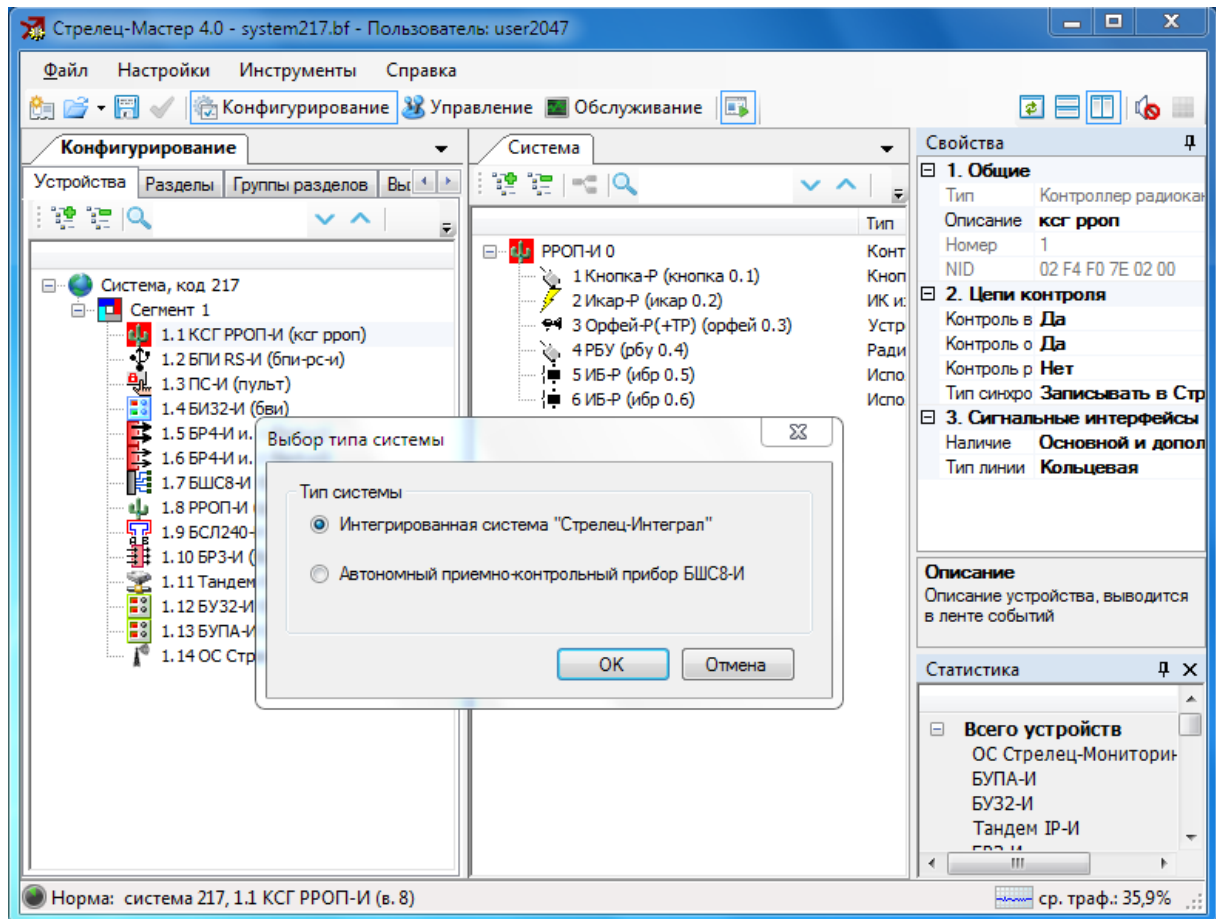 Стрелец-Мастер 4.0 - system217.bf - Пользователь: user2047
Файл Настройки Инструменты Справка
Конфигурирование Управление Обслуживание
Конфигурирование
Устройства Разделы Группы разделов Вы
Система, код 217
Сегмент 1
1.1 КСГ РРОП-И (ксг рроп)
1.2 БПИ RS-И (бпи-рс-и)
1.3 ПС-И (пульт)
1.4 БИ32-И (бви)
1.5 БР4-И и.
1.6 БР4-И и.
1.7 БШС8-И
1.8 РРОП-И (
1.9 БСЛ240-
1.10 БР3-И (
1.11 Тандем
1.12 БУ32-И
1.13 БУПА-И
1.14 ОС Стр
Система
Тип
РРОП-И 0 Конт
1 Кнопка-Р (кнопка 0.1) Кноп
2 Икар-Р (икар 0.2) ИК и
3 Орфей-Р(+ТР) (орфей 0.3) Устр
4 РБУ (рбу 0.4) Ради
5 ИБ-Р (ибр 0.5) Испо
6 ИБ-Р (ибр 0.6) Испо
Выбор типа системы
Тип системы
Интегрированная система "Стрелец-Интеграл"
Автономный приемно-контрольный прибор БШС8-И
OK Отмена
Свойства
1. Общие
Тип Контроллер радиокан
Описание ксг рроп
Номер 1
NID 02 F4 F0 7E 02 00
2. Цепи контроля
Контроль в Да
Контроль о Да
Контроль р Нет
Тип синхро Записывать в Стр
3. Сигнальные интерфейсы
Наличие Основной и допол
Тип линии Кольцевая
Описание
Описание устройства, выводится
в ленте событий
Статистика
Всего устройств
ОС Стрелец-Мониторин
БУПА-И
БУ32-И
Тандем IP-И
БР3-И
Норма: система 217, 1.1 КСГ РРОП-И (в. 8)
ср. траф.: 35,9%